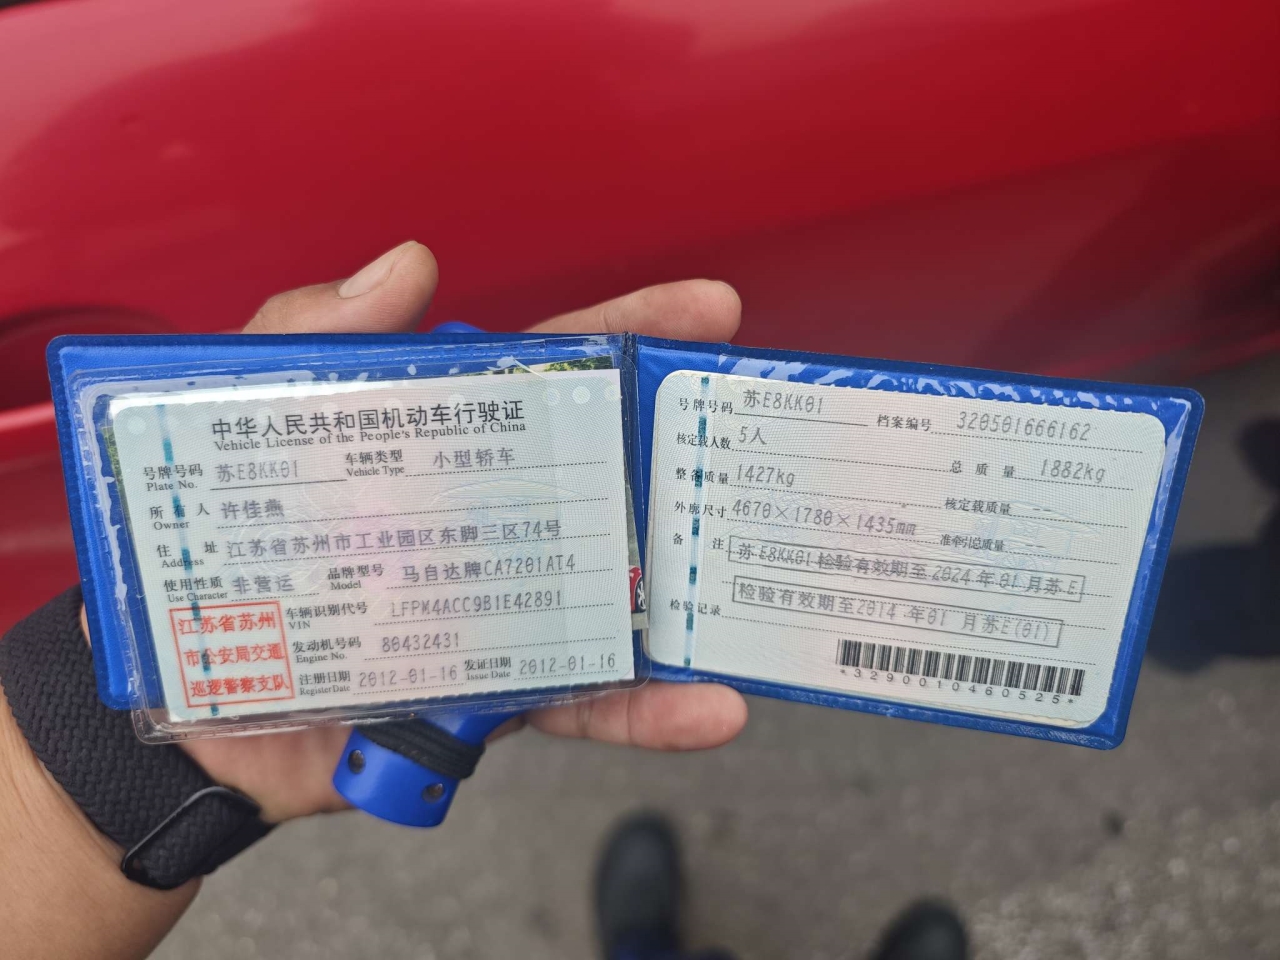 中华人民共和国机动车行驶证
Vehicle License of the People's Republic of China
号牌号码 苏E8KK01 车辆类型 小型轿车
Plate No. Vehicle Type
所有人 许佳燕
Owner
住址 江苏省苏州市工业园区东脚三区74号
Address
使用性质 非营运 品牌型号 马自达牌CA7201AT4
Use Character Model
江苏省苏州
市公安局交通
巡逻警察支队
车辆识别代号 LFPM4ACC9B1E42891
VIN
发动机号码 80432431
Engine No.
注册日期 2012-01-16 发证日期 2012-01-16
Register Date Issue Date
号牌号码 苏E8KK01 档案编号 320501666162
核定载人数 5人 总质量 1882kg
整备质量 1427kg 核定载质量 --
外廓尺寸 4670×1780×1435mm 准牵引总质量 --
备注 苏E8KK01 检验有效期至2024年01月苏E
检验有效期至2014年01月苏E(01)
检验记录
*3290010460525*